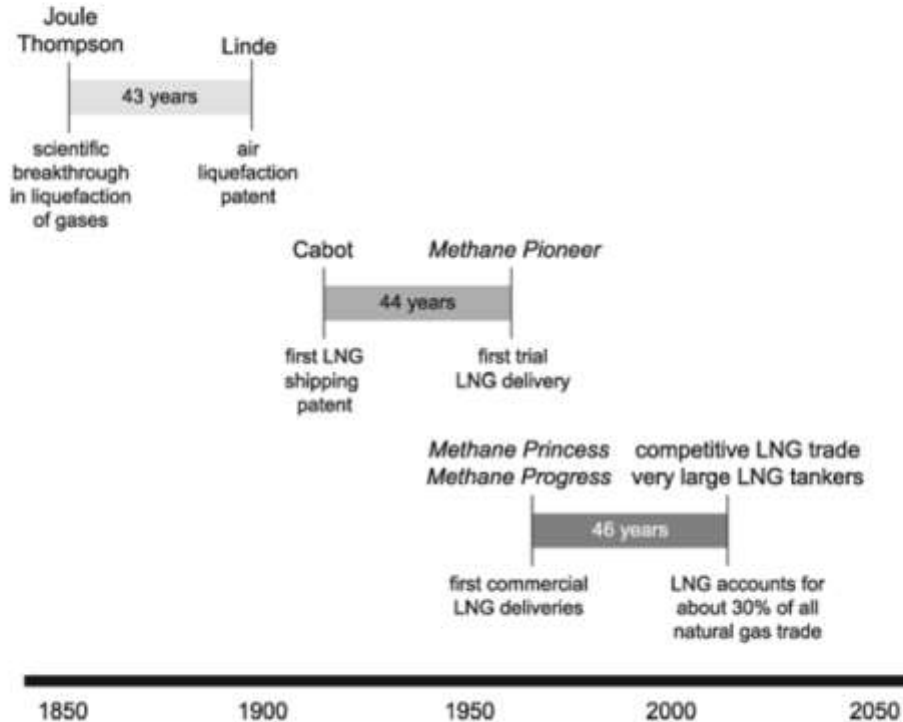 Joule
Thompson
Linde
43 years
scientific
breakthrough
in liquefaction
of gases
air
liquefaction
patent
Cabot
Methane Pioneer
44 years
first LNG
shipping
patent
first trial
LNG delivery
Methane Princess
Methane Progress
competitive LNG trade
very large LNG tankers
46 years
first commercial
LNG deliveries
LNG accounts for
about 30% of all
natural gas trade
1850 1900 1950 2000 2050